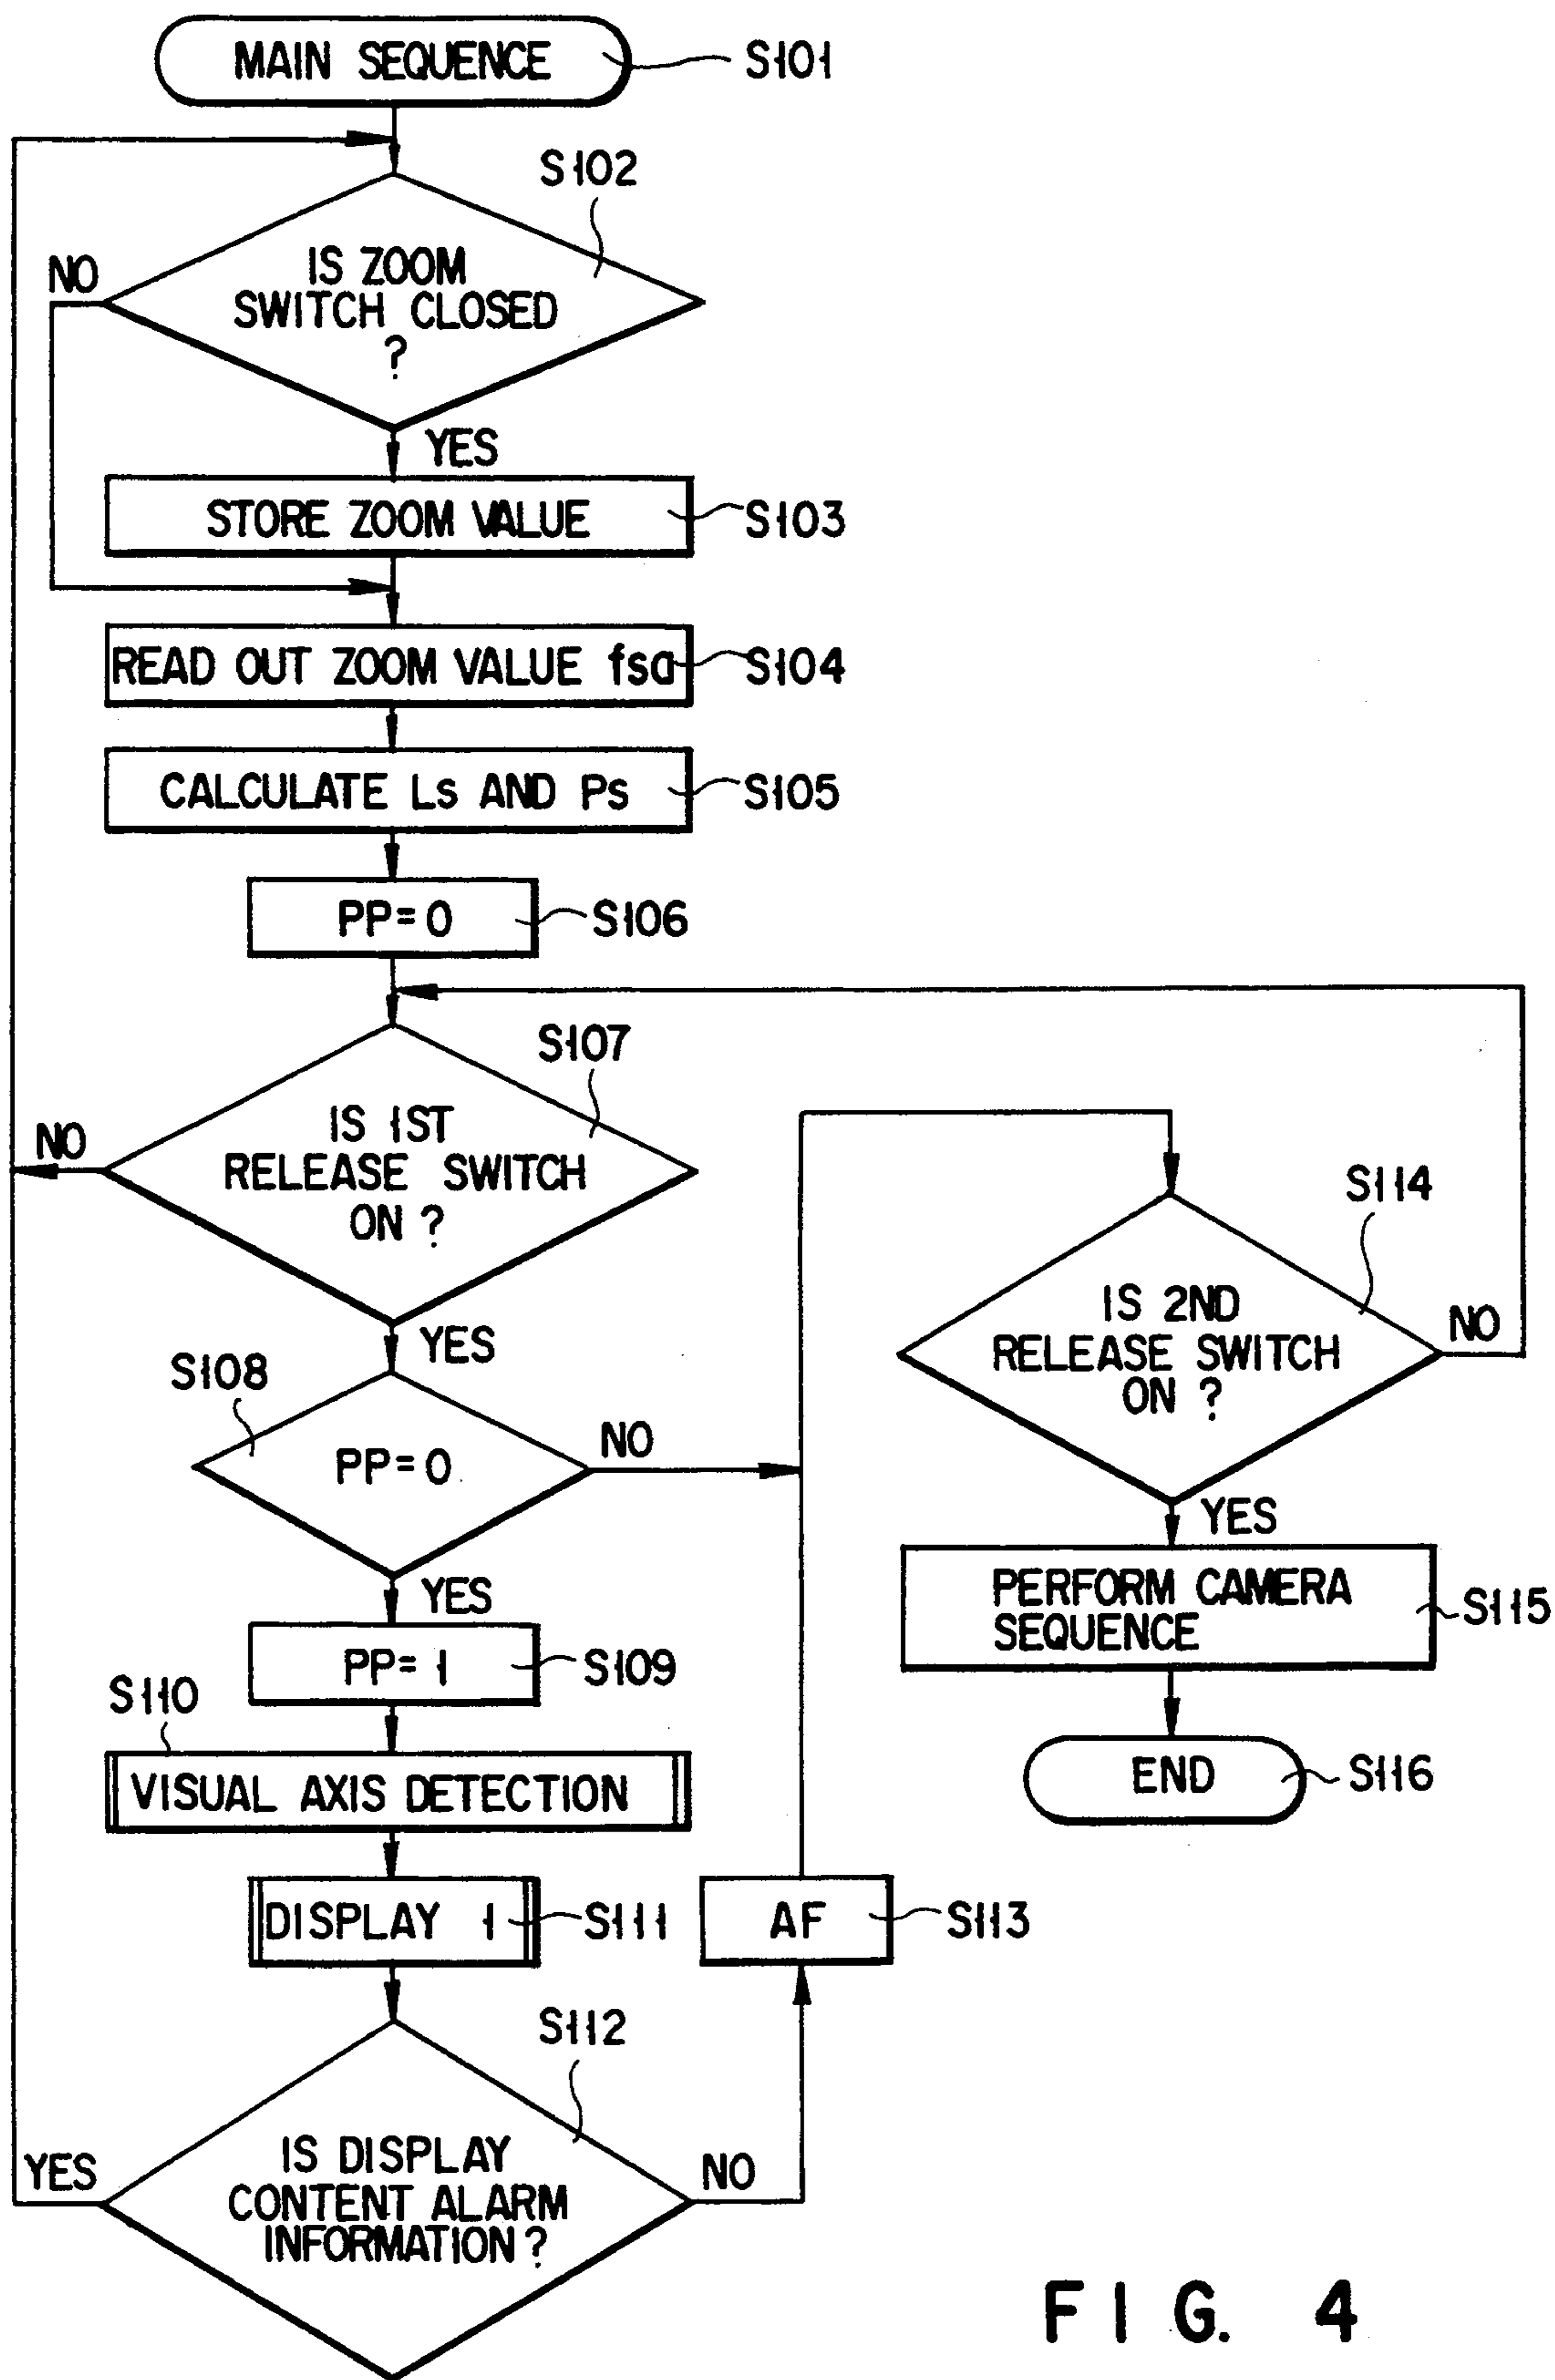 MAIN SEQUENCE
S101
S102
IS ZOOM
SWITCH CLOSED
?
NO
YES
STORE ZOOM VALUE
S103
READ OUT ZOOM VALUE fsa
S104
CALCULATE Ls AND Ps
S105
PP=0
S106
S107
IS 1ST
RELEASE SWITCH
ON ?
NO
YES
S108
PP=0
NO
YES
PP=1
S109
S110
VISUAL AXIS DETECTION
DISPLAY 1
S111
S112
IS DISPLAY
CONTENT ALARM
INFORMATION ?
YES
NO
AF
S113
S114
IS 2ND
RELEASE SWITCH
ON ?
NO
YES
PERFORM CAMERA
SEQUENCE
S115
END
S116
FIG. 4